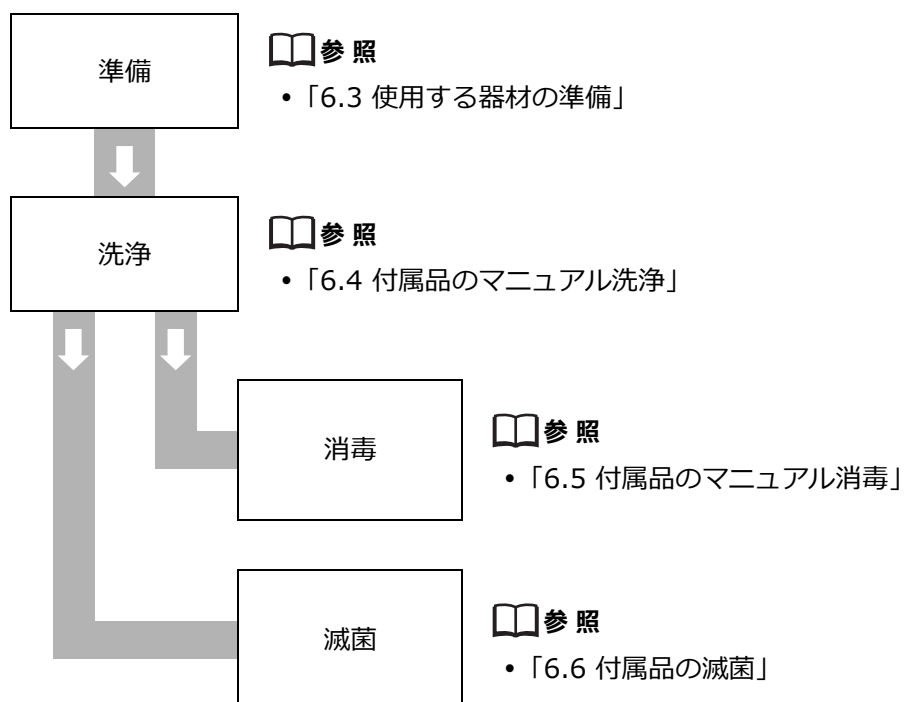 準備
参照
•「6.3 使用する器材の準備」
洗浄
参照
•「6.4 付属品のマニュアル洗浄」
消毒
参照
•「6.5 付属品のマニュアル消毒」
滅菌
参照
•「6.6 付属品の滅菌」